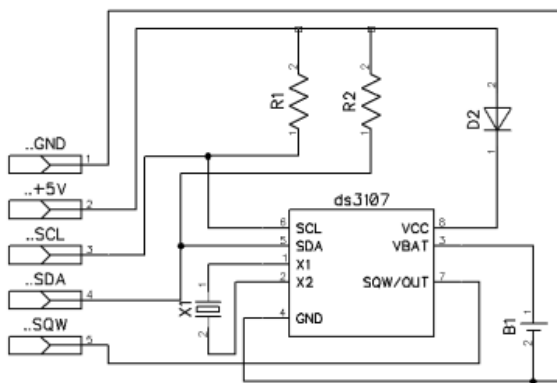 ..GND 1
..+5V 2
..SCL 3
..SDA 4
..SQW 5
2 R1 1
2 R2 1
2 D2 1
ds3107
6 SCL VCC 8
5 SDA VBAT 3
1 X1
2 X2 SQW/OUT 7
4 GND
1 X1 2
1 B1 2